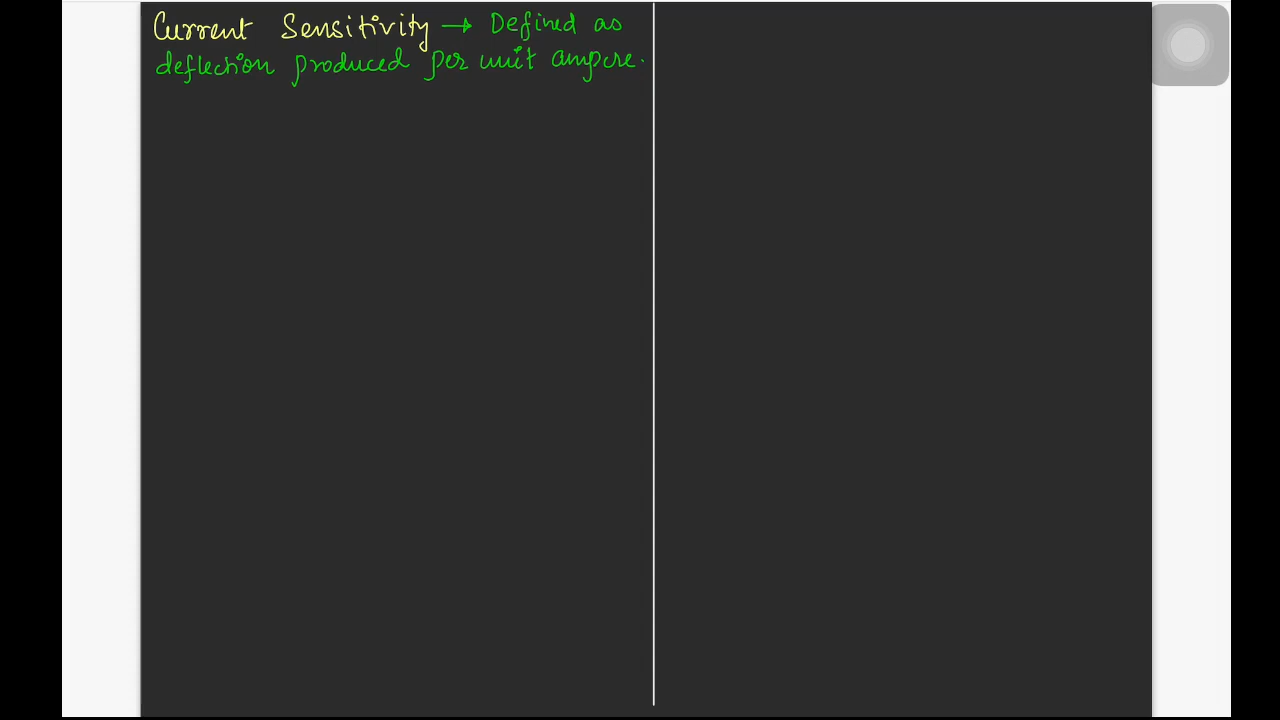 Current Sensitivity → Defined as
deflection produced per unit ampere.